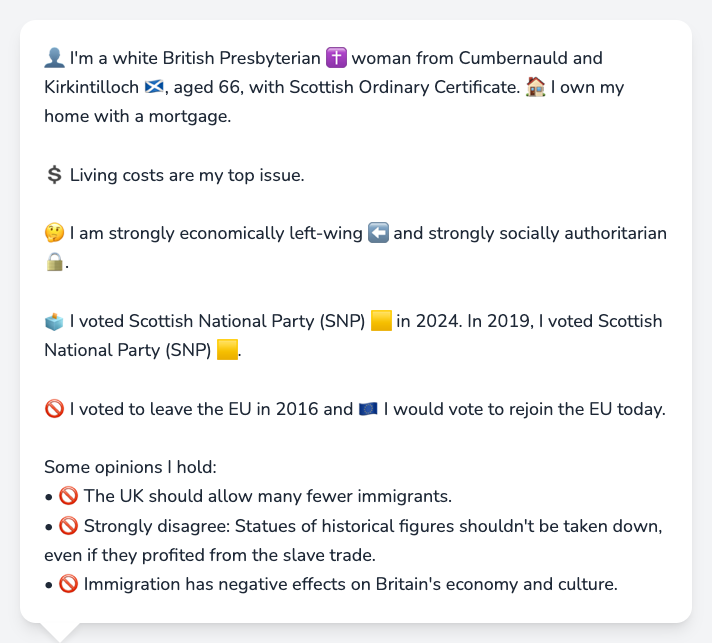 👤 I'm a white British Presbyterian ✝️ woman from Cumbernauld and
Kirkintilloch 🏴󠁧󠁢󠁳󠁣󠁴󠁿, aged 66, with Scottish Ordinary Certificate. 🏠 I own my
home with a mortgage.
💲 Living costs are my top issue.
🤔 I am strongly economically left-wing ⬅️ and strongly socially authoritarian
🔒.
🗳️ I voted Scottish National Party (SNP) 🟨 in 2024. In 2019, I voted Scottish
National Party (SNP) 🟨.
🚫 I voted to leave the EU in 2016 and 🇪🇺 I would vote to rejoin the EU today.
Some opinions I hold:
• 🚫 The UK should allow many fewer immigrants.
• 🚫 Strongly disagree: Statues of historical figures shouldn't be taken down,
even if they profited from the slave trade.
• 🚫 Immigration has negative effects on Britain's economy and culture.